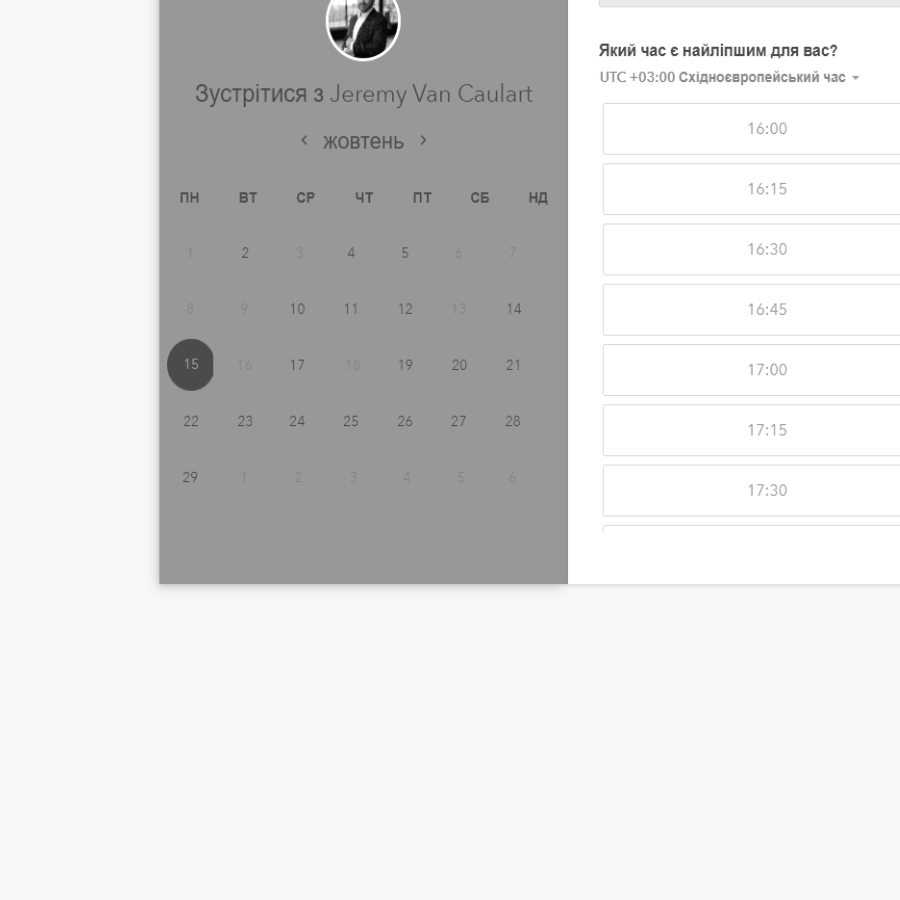 Зустрітися з Jeremy Van Caulart
жовтень
ПН ВТ СР ЧТ ПТ СБ НД
1 2 3 4 5 6 7
8 9 10 11 12 13 14
15 16 17 18 19 20 21
22 23 24 25 26 27 28
29 1 2 3 4 5 6
Який час є найліпшим для вас?
UTC +03:00 Східноєвропейський час
16:00
16:15
16:30
16:45
17:00
17:15
17:30